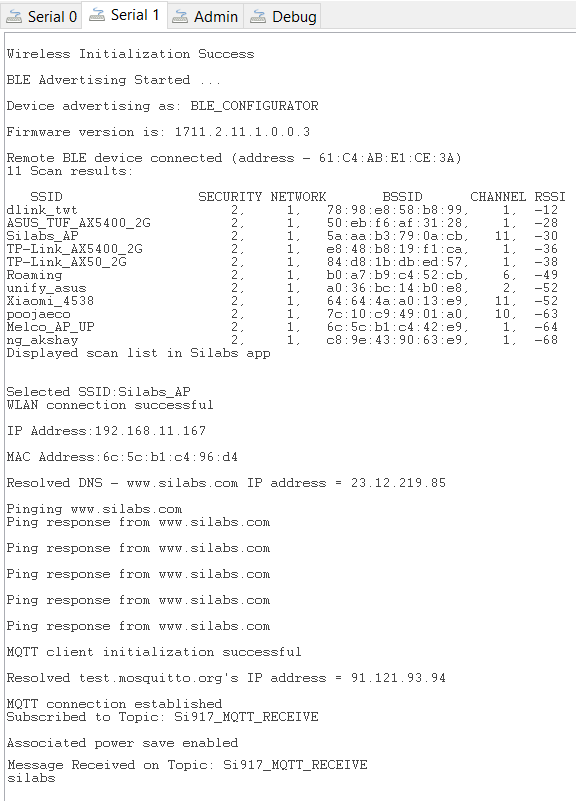 Serial 0 Serial 1 Admin Debug
Wireless Initialization Success
BLE Advertising Started ...
Device advertising as: BLE_CONFIGURATOR
Firmware version is: 1711.2.11.1.0.0.3
Remote BLE device connected (address - 61:C4:AB:E1:CE:3A)
11 Scan results:
SSID SECURITY NETWORK BSSID CHANNEL RSSI
dlink_twt 2, 1, 78:98:e8:58:b8:99, 1, -12
ASUS_TUF_AX5400_2G 2, 1, 50:eb:f6:af:31:28, 1, -28
Silabs_AP 2, 1, 5a:aa:b3:79:0a:cb, 11, -30
TP-Link_AX5400_2G 2, 1, e8:48:b8:19:f1:ca, 1, -36
TP-Link_AX50_2G 2, 1, 84:d8:1b:db:ed:57, 1, -38
Roaming 2, 1, b0:a7:b9:c4:52:cb, 6, -49
unify_asus 2, 1, a0:36:bc:14:b0:e8, 2, -52
Xiaomi_4538 2, 1, 64:64:4a:a0:13:e9, 11, -52
poojaeco 2, 1, 7c:10:c9:49:01:a0, 10, -63
Melco_AP_UP 2, 1, 6c:5c:b1:c4:42:e9, 1, -64
ng_akshay 2, 1, c8:9e:43:90:63:e9, 1, -68
Displayed scan list in Silabs app
Selected SSID:Silabs_AP
WLAN connection successful
IP Address:192.168.11.167
MAC Address:6c:5c:b1:c4:96:d4
Resolved DNS - www.silabs.com IP address = 23.12.219.85
Pinging www.silabs.com
Ping response from www.silabs.com
Ping response from www.silabs.com
Ping response from www.silabs.com
Ping response from www.silabs.com
Ping response from www.silabs.com
MQTT client initialization successful
Resolved test.mosquitto.org's IP address = 91.121.93.94
MQTT connection established
Subscribed to Topic: Si917_MQTT_RECEIVE
Associated power save enabled
Message Received on Topic: Si917_MQTT_RECEIVE
silabs